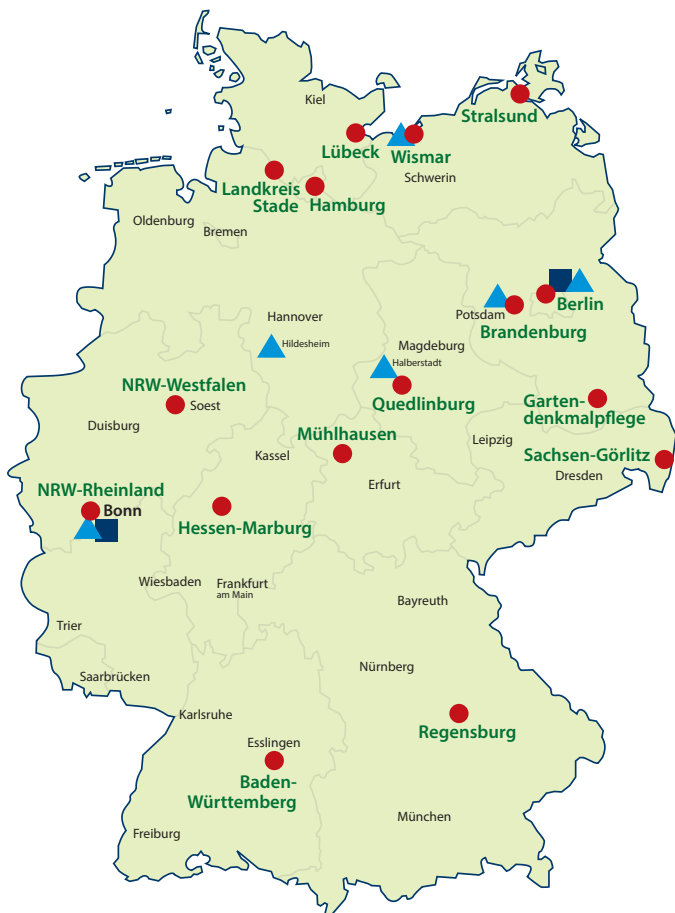 Kiel
Stralsund
Lübeck
Wismar
Schwerin
Landkreis
Stade
Hamburg
Oldenburg
Bremen
Berlin
Potsdam
Brandenburg
Hannover
Hildesheim
Magdeburg
Halberstadt
NRW-Westfalen
Soest
Quedlinburg
Garten-
denkmalpflege
Duisburg
Mühlhausen
Leipzig
Kassel
Sachsen-Görlitz
Dresden
Erfurt
NRW-Rheinland
Bonn
Hessen-Marburg
Wiesbaden
Frankfurt
am Main
Bayreuth
Trier
Nürnberg
Saarbrücken
Karlsruhe
Regensburg
Esslingen
Baden-
Württemberg
München
Freiburg